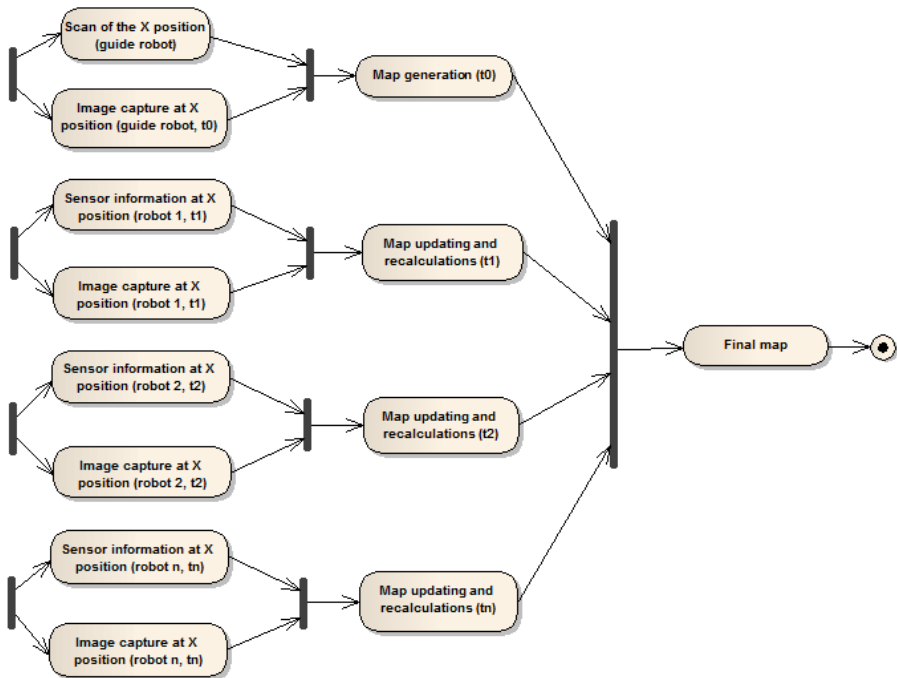 Scan of the X position
(guide robot)
Image capture at X
position (guide robot, t0)
Map generation (t0)
Sensor information at X
position (robot 1, t1)
Image capture at X
position (robot 1, t1)
Map updating and
recalculations (t1)
Sensor information at X
position (robot 2, t2)
Image capture at X
position (robot 2, t2)
Map updating and
recalculations (t2)
Sensor information at X
position (robot n, tn)
Image capture at X
position (robot n, tn)
Map updating and
recalculations (tn)
Final map